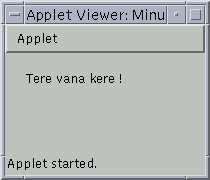 Applet Viewer: Minu
Applet
Tere vana kere !
Applet started.